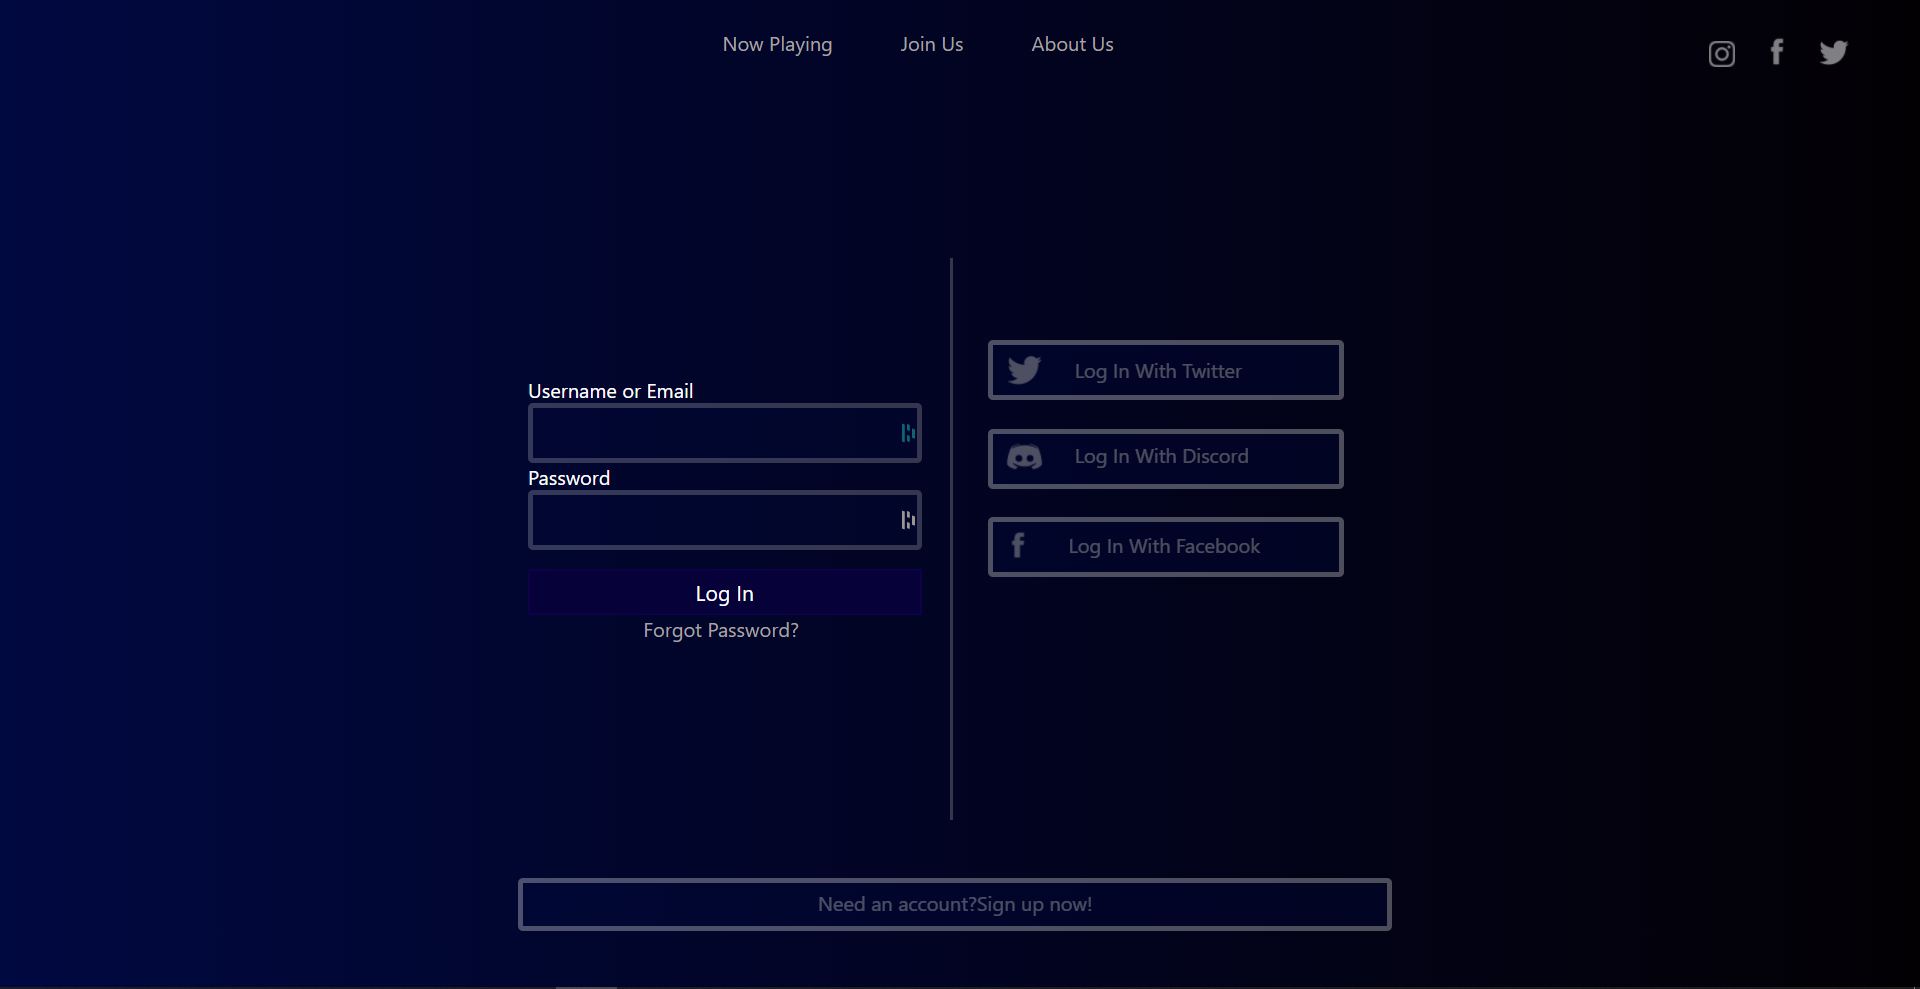 Now Playing Join Us About Us
Username or Email
Password
Log In
Forgot Password?
Log In With Twitter
Log In With Discord
Log In With Facebook
Need an account?Sign up now!